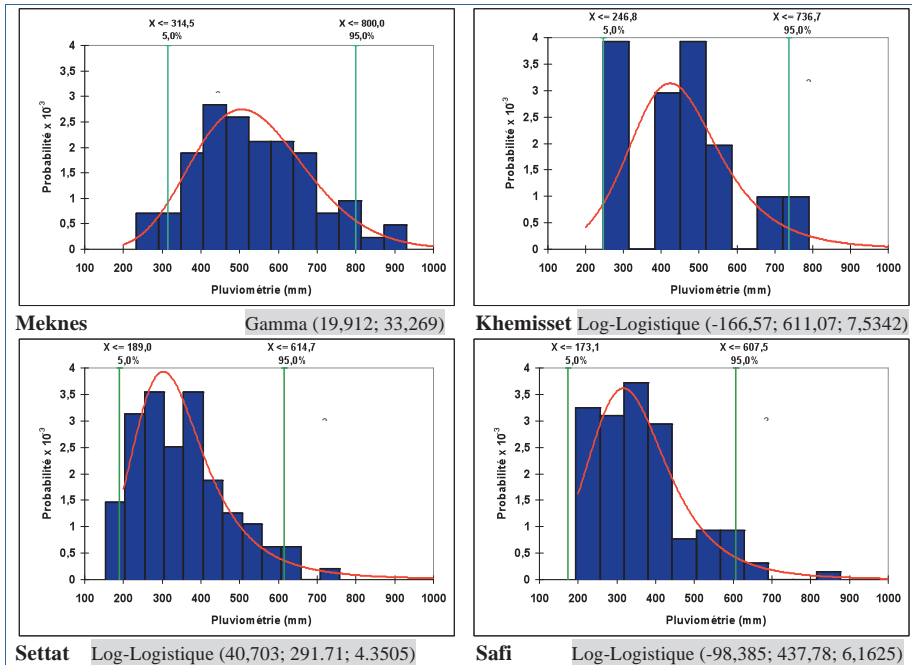 X <= 314,5 X <= 800,0
5,0% 95,0%
Probabilité x 10-3
4
3,5
3
2,5
2
1,5
1
0,5
0
100 200 300 400 500 600 700 800 900 1000
Pluviométrie (mm)
Meknes Gamma (19,912; 33,269)
X <= 246,8 X <= 736,7
5,0% 95,0%
Probabilité x 10-3
4
3,5
3
2,5
2
1,5
1
0,5
0
100 200 300 400 500 600 700 800 900 1000
Pluviométrie (mm)
Khemisset Log-Logistique (-166,57; 611,07; 7,5342)
X <= 189,0 X <= 614,7
5,0% 95,0%
Probabilité x 10-3
4
3,5
3
2,5
2
1,5
1
0,5
0
100 200 300 400 500 600 700 800 900 1000
Pluviométrie (mm)
Settat Log-Logistique (40,703; 291.71; 4.3505)
X <= 173,1 X <= 607,5
5,0% 95,0%
Probabilité x 10-3
4
3,5
3
2,5
2
1,5
1
0,5
0
100 200 300 400 500 600 700 800 900 1000
Pluviométrie (mm)
Safi Log-Logistique (-98,385; 437,78; 6,1625)